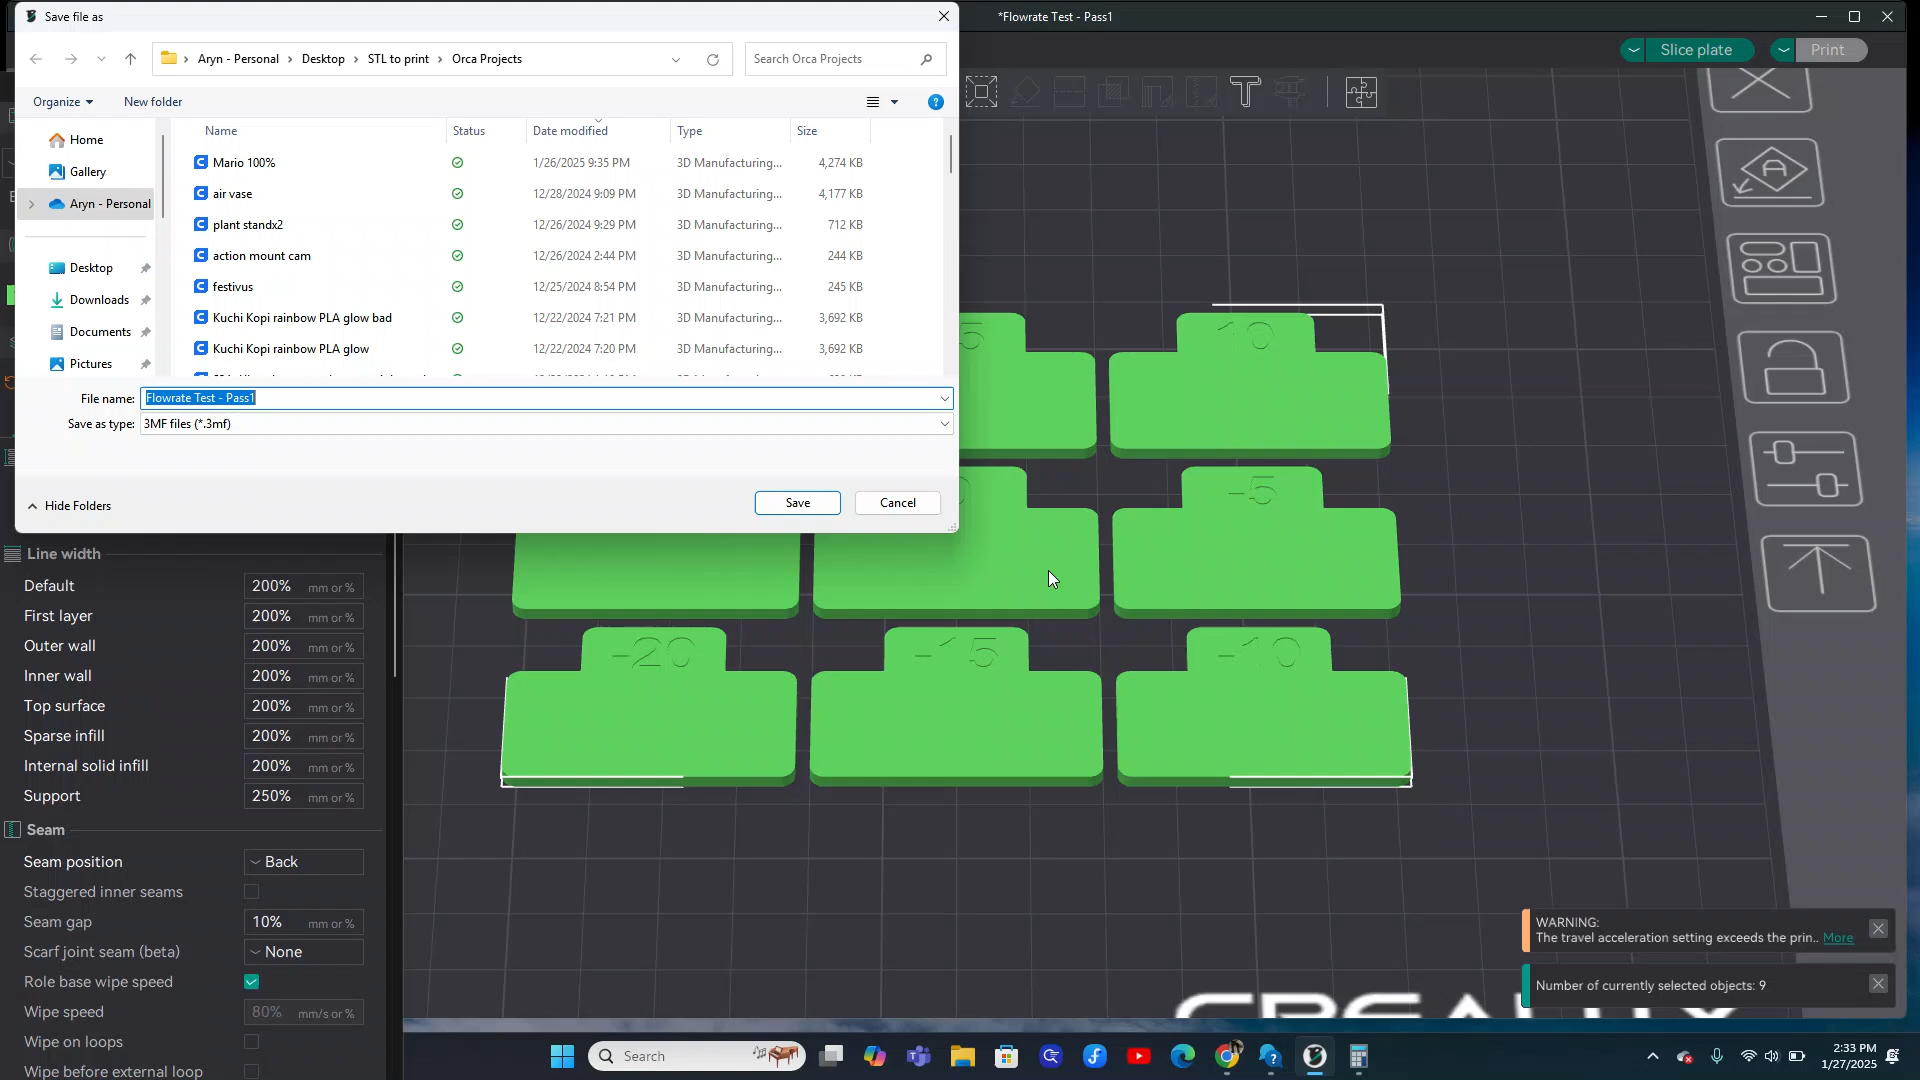 Save file as
*Flowrate Test - Pass1
Aryn - Personal > Desktop > STL to print > Orca Projects
Search Orca Projects
Slice plate
Print
Organize
New folder
Name
Status
Date modified
Type
Size
Home
Gallery
Aryn - Personal
Desktop
Downloads
Documents
Pictures
Mario 100% 1/26/2025 9:35 PM 3D Manufacturing... 4,274 KB
air vase 12/28/2024 9:09 PM 3D Manufacturing... 4,177 KB
plant standx2 12/26/2024 9:29 PM 3D Manufacturing... 712 KB
action mount cam 12/26/2024 2:44 PM 3D Manufacturing... 244 KB
festivus 12/25/2024 8:54 PM 3D Manufacturing... 245 KB
Kuchi Kopi rainbow PLA glow bad 12/22/2024 7:21 PM 3D Manufacturing... 3,692 KB
Kuchi Kopi rainbow PLA glow 12/22/2024 7:20 PM 3D Manufacturing... 3,692 KB
File name: Flowrate Test - Pass1
Save as type: 3MF files (*.3mf)
Hide Folders
Save
Cancel
5
10
0
-5
-20
-15
-10
Line width
Default 200% mm or %
First layer 200% mm or %
Outer wall 200% mm or %
Inner wall 200% mm or %
Top surface 200% mm or %
Sparse infill 200% mm or %
Internal solid infill 200% mm or %
Support 250% mm or %
Seam
Seam position Back
Staggered inner seams
Seam gap 10% mm or %
Scarf joint seam (beta) None
Role base wipe speed
Wipe speed 80% mm/s or %
Wipe on loops
Wipe before external loop
WARNING:
The travel acceleration setting exceeds the prin.. More
Number of currently selected objects: 9
CREALITY
Search
2:33 PM
1/27/2025